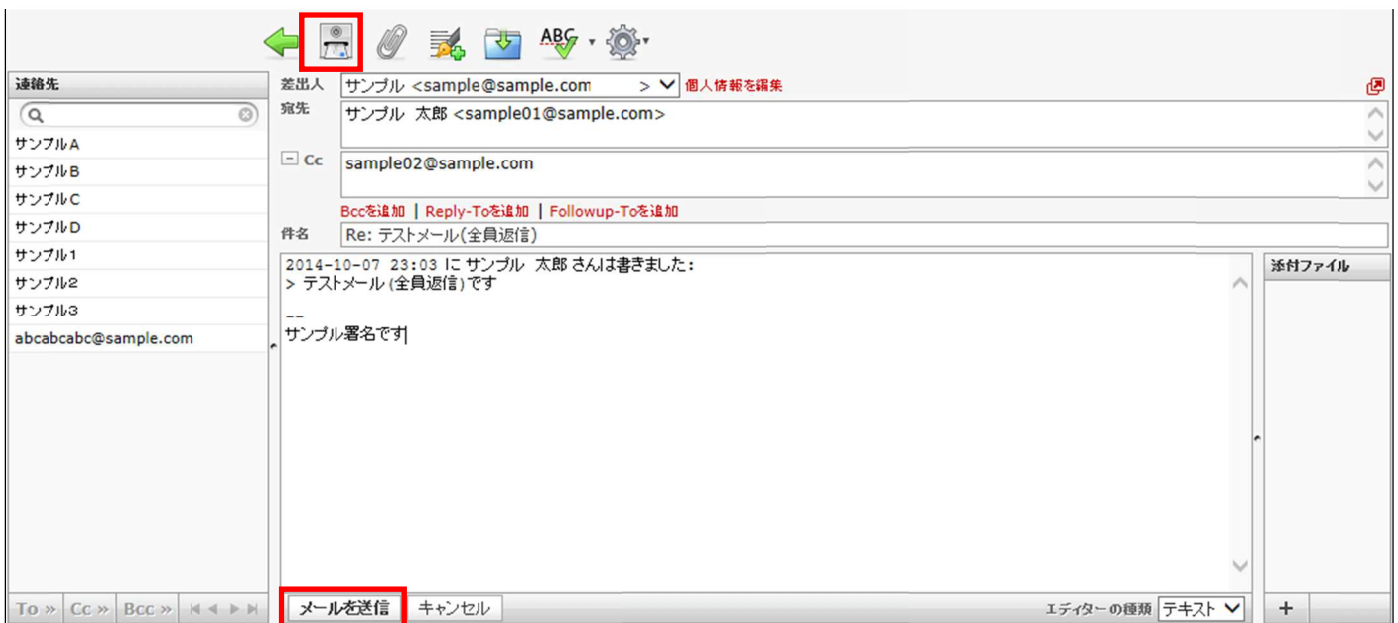 ABC
連絡先
サンプルA
サンプルB
サンプルC
サンプルD
サンプル1
サンプル2
サンプル3
abcabcabc@sample.com
To » Cc » Bcc »
差出人 サンプル <sample@sample.com > 個人情報を編集
宛先 サンプル 太郎 <sample01@sample.com>
Cc sample02@sample.com
Bccを追加 | Reply-Toを追加 | Followup-Toを追加
件名 Re: テストメール(全員返信)
2014-10-07 23:03 に サンプル 太郎 さんは書きました:
> テストメール(全員返信)です
--
サンプル署名です
添付ファイル
メールを送信 キャンセル エディターの種類 テキスト +